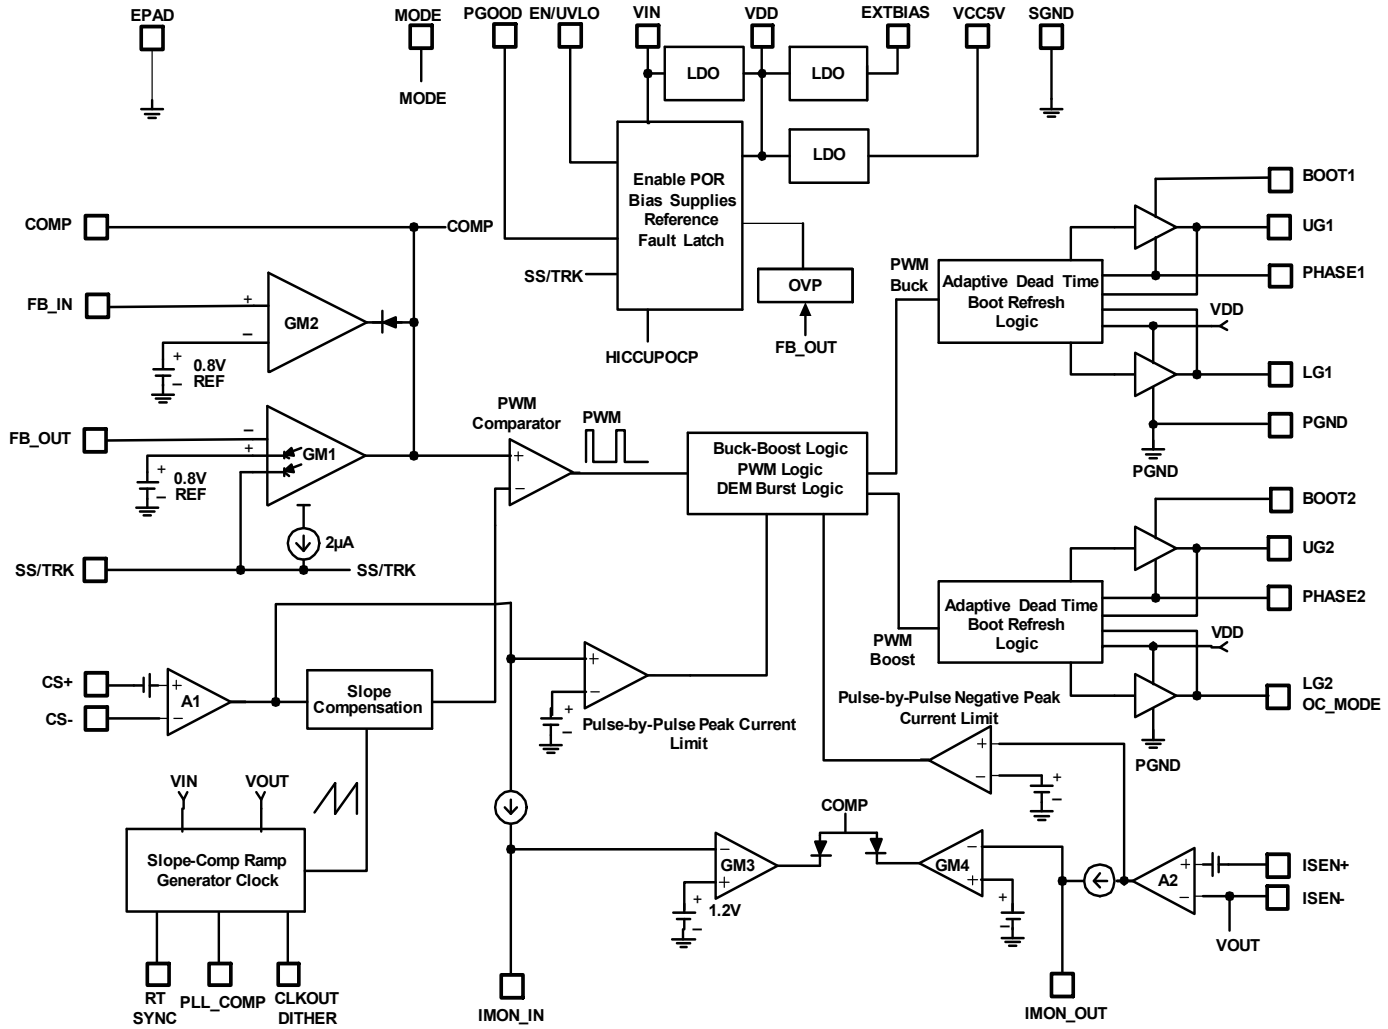 EPAD
MODE
PGOOD
EN/UVLO
VIN
VDD
EXTBIAS
VCC5V
SGND
MODE
LDO
LDO
LDO
Enable POR
Bias Supplies
Reference
Fault Latch
SS/TRK
HICCUPOCP
OVP
FB_OUT
COMP
COMP
FB_IN
+
−
GM2
+
−
0.8V
REF
FB_OUT
−
+
GM1
+
−
0.8V
REF
2µA
SS/TRK
SS/TRK
PWM
Comparator
+
−
PWM
Buck-Boost Logic
PWM Logic
DEM Burst Logic
PWM
Buck
Adaptive Dead Time
Boot Refresh
Logic
BOOT1
UG1
PHASE1
VDD
LG1
PGND
PGND
PWM
Boost
Adaptive Dead Time
Boot Refresh
Logic
BOOT2
UG2
PHASE2
VDD
LG2
OC_MODE
PGND
CS+
CS-
+
−
A1
Slope
Compensation
+
−
+
−
Pulse-by-Pulse Peak Current
Limit
Pulse-by-Pulse Negative Peak
Current Limit
+
−
+
−
VIN
VOUT
Slope-Comp Ramp
Generator Clock
RT
SYNC
PLL_COMP
CLKOUT
DITHER
IMON_IN
−
+
GM3
+
−
1.2V
COMP
GM4
−
+
+
−
A2
+
−
ISEN+
ISEN-
VOUT
IMON_OUT